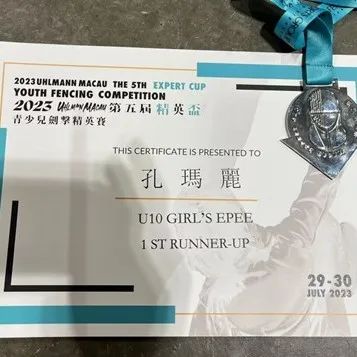 2023 UHLMANN MACAU THE 5TH EXPERT CUP
YOUTH FENCING COMPETITION
2023 UHLMANN MACAU 第五屆 精英盃
青少兒劍擊精英賽
THIS CERTIFICATE IS PRESENTED TO
孔瑪麗
U10 GIRL'S EPEE
1 ST RUNNER-UP
29-30
JULY 2023